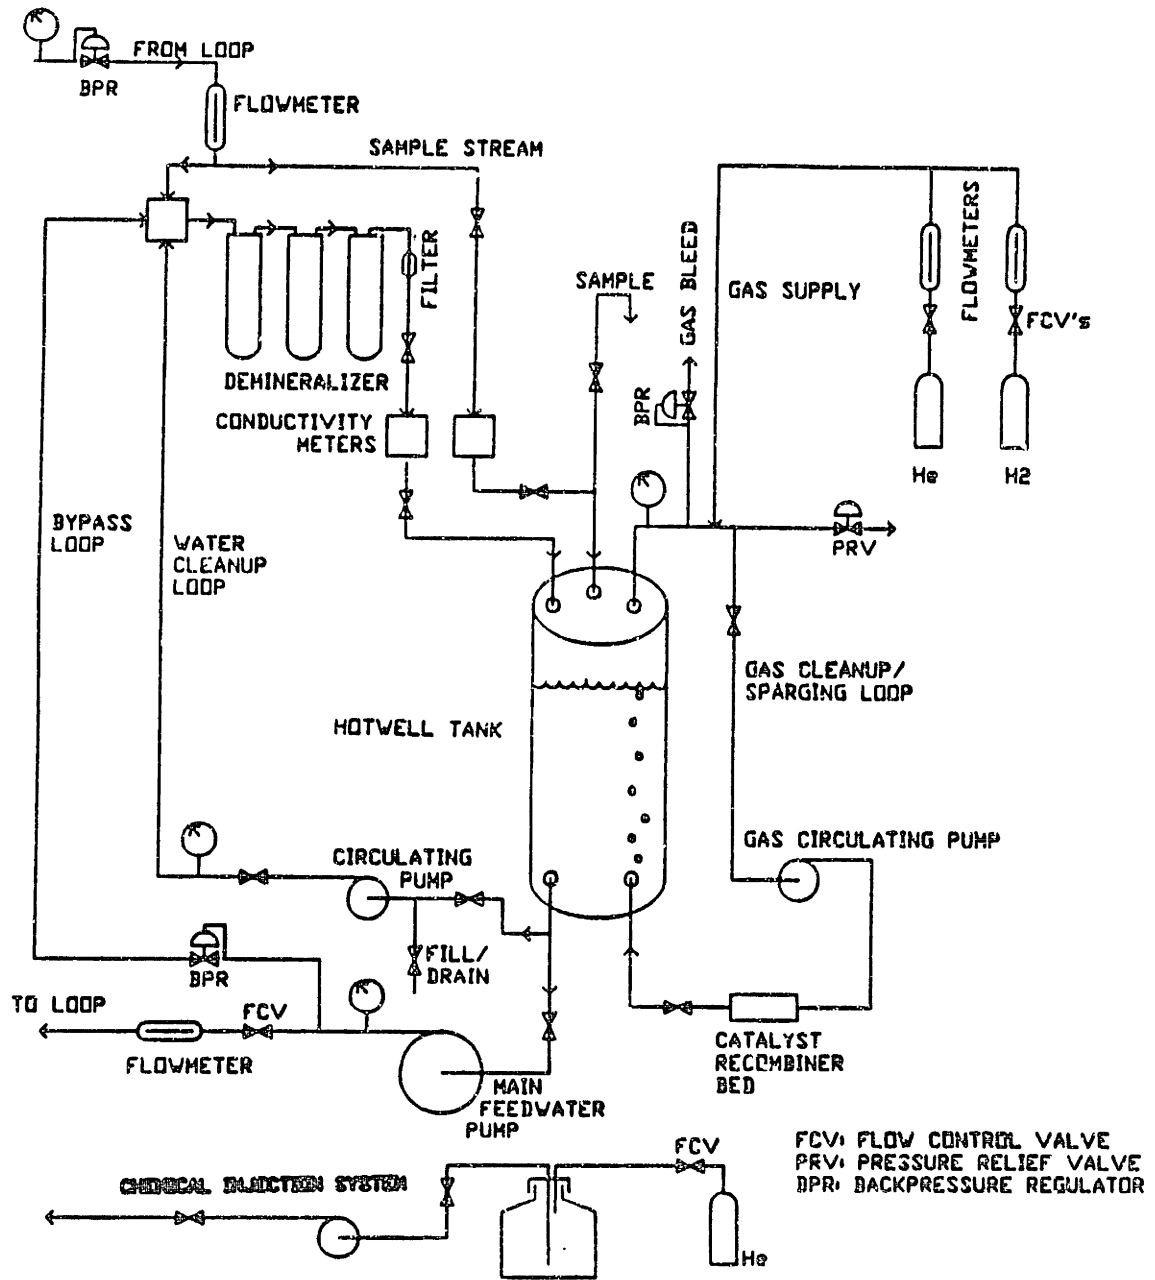 FROM LOOP
BPR
FLOWMETER
SAMPLE STREAM
FILTER
DEMINERALIZER
CONDUCTIVITY
METERS
SAMPLE
GAS BLEED
BPR
GAS SUPPLY
FLOWMETERS
FCV's
He
H2
PRV
BYPASS
LOOP
WATER
CLEANUP
LOOP
GAS CLEANUP/
SPARGING LOOP
HOTWELL TANK
GAS CIRCULATING PUMP
CIRCULATING
PUMP
FILL/
DRAIN
BPR
TO LOOP
FCV
FLOWMETER
CATALYST
RECOMBINER
BED
MAIN
FEEDWATER
PUMP
FCV
FCV: FLOW CONTROL VALVE
PRV: PRESSURE RELIEF VALVE
BPR: BACKPRESSURE REGULATOR
CHEMICAL INJECTION SYSTEM
He